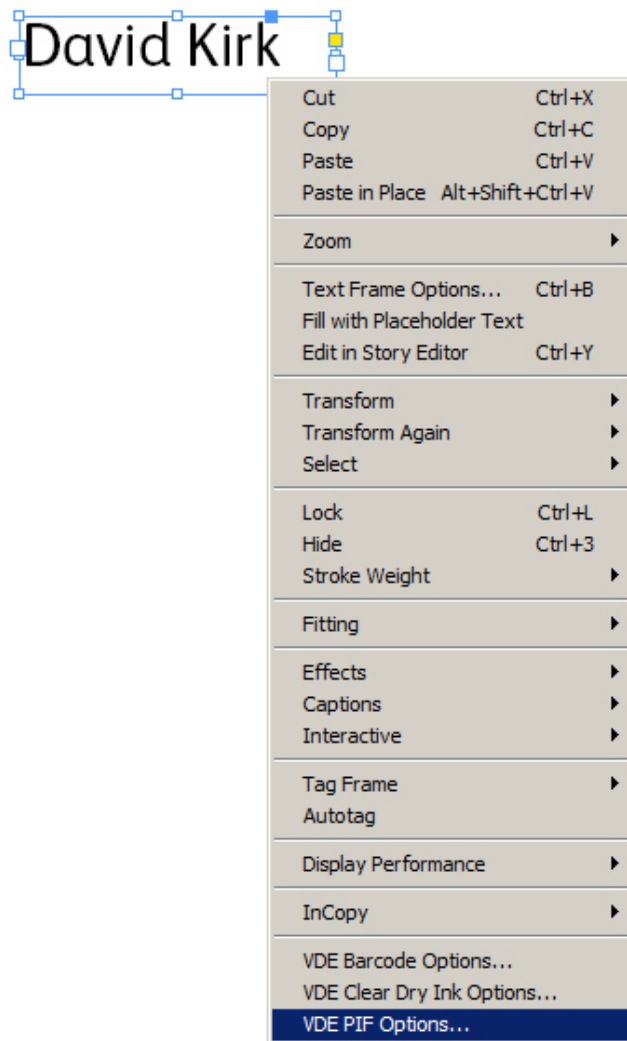 David Kirk
Cut Ctrl+X
Copy Ctrl+C
Paste Ctrl+V
Paste in Place Alt+Shift+Ctrl+V
Zoom
Text Frame Options... Ctrl+B
Fill with Placeholder Text
Edit in Story Editor Ctrl+Y
Transform
Transform Again
Select
Lock Ctrl+L
Hide Ctrl+3
Stroke Weight
Fitting
Effects
Captions
Interactive
Tag Frame
Autotag
Display Performance
InCopy
VDE Barcode Options...
VDE Clear Dry Ink Options...
VDE PIF Options...